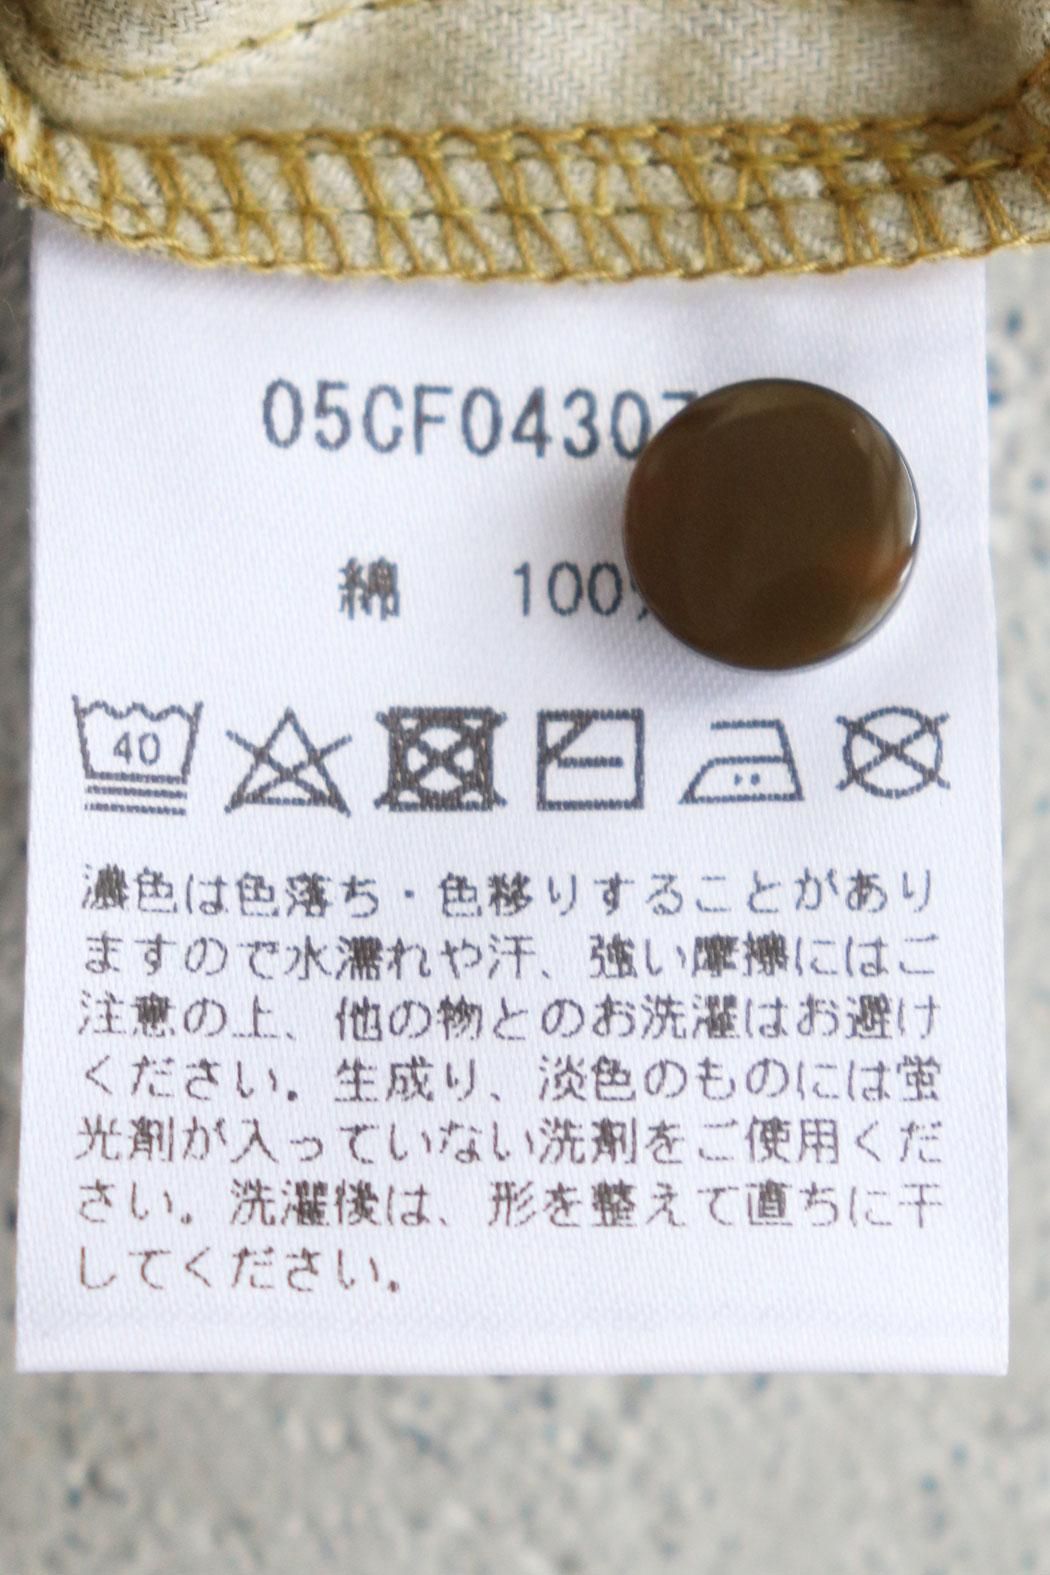 05CF0430
綿 100%
40
濃色は色落ち・色移りすることがあり
ますので水濡れや汗、強い摩擦にはご
注意の上、他の物とのお洗濯はお避け
ください。生成り、淡色のものには蛍
光剤が入っていない洗剤をご使用くだ
さい。洗濯後は、形を整えて直ちに干
してください。